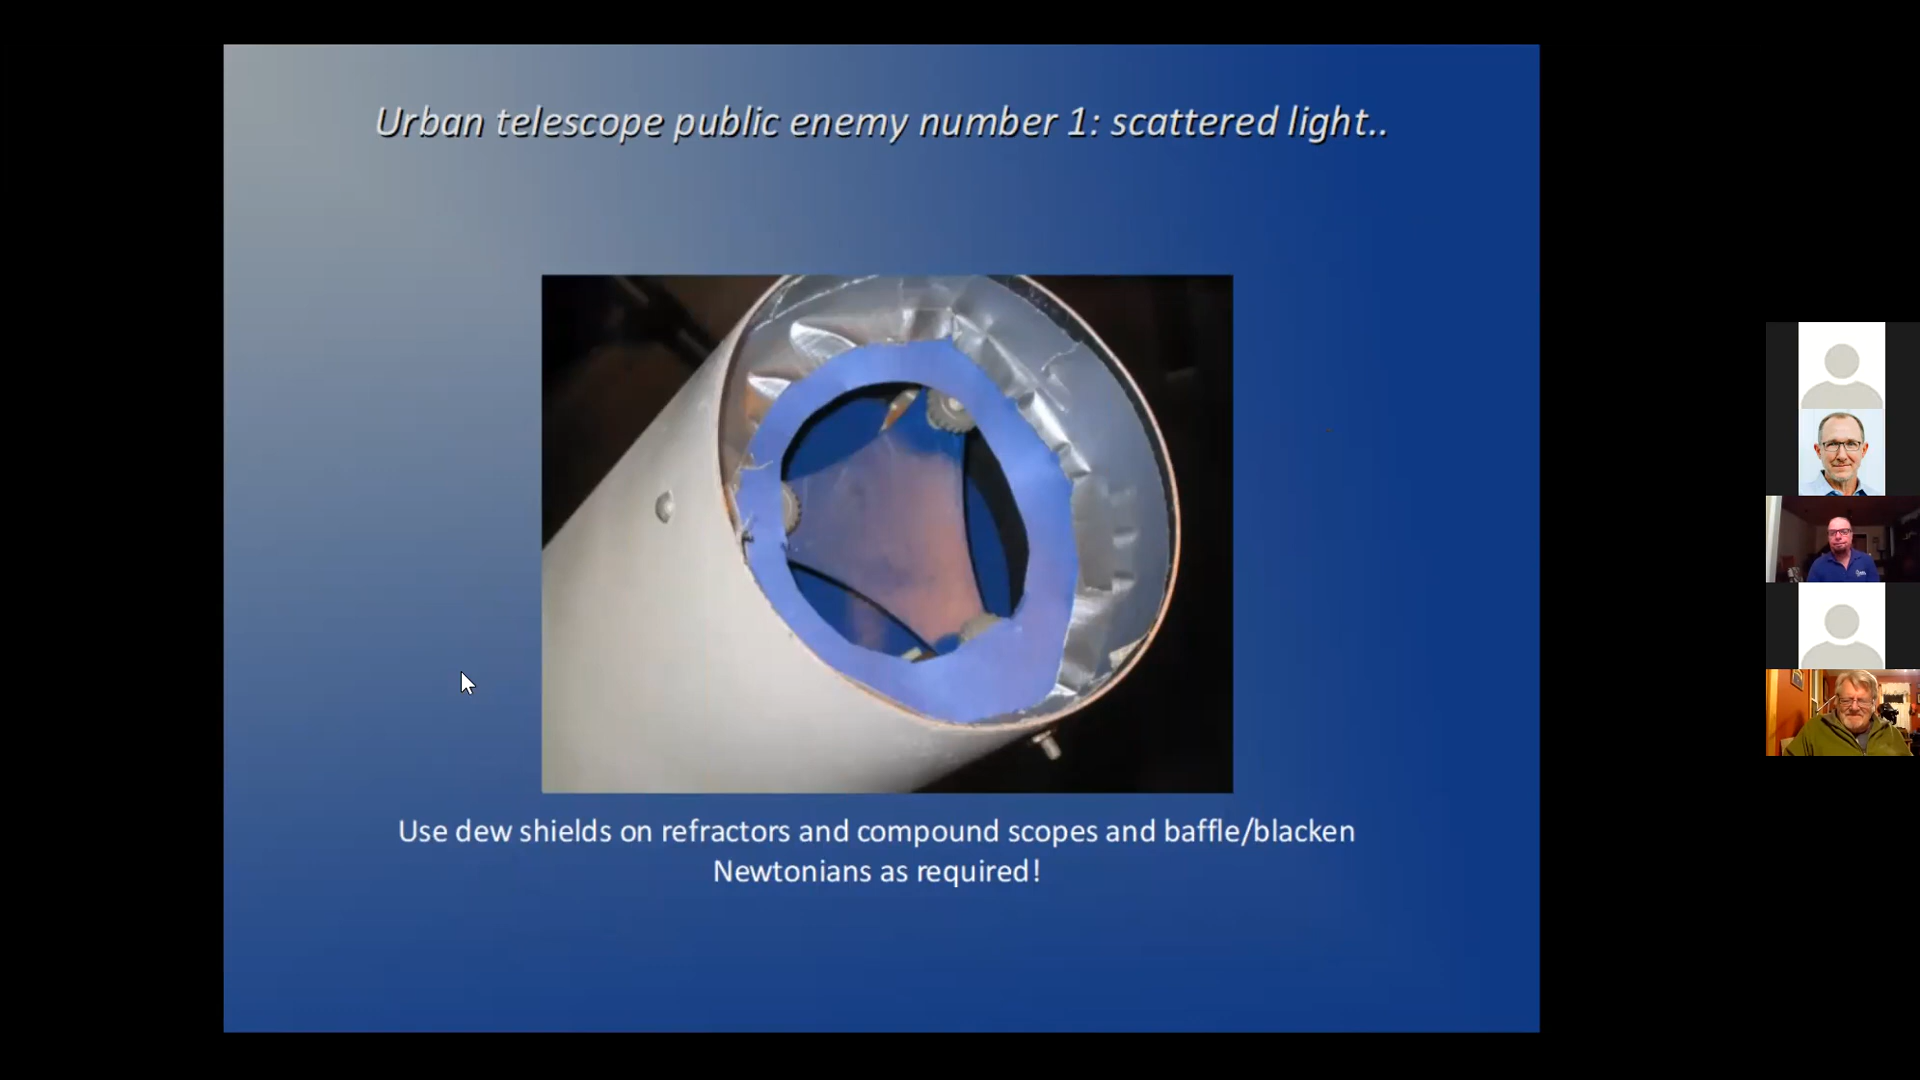 Urban telescope public enemy number 1: scattered light..
Use dew shields on refractors and compound scopes and baffle/blacken
Newtonians as required!